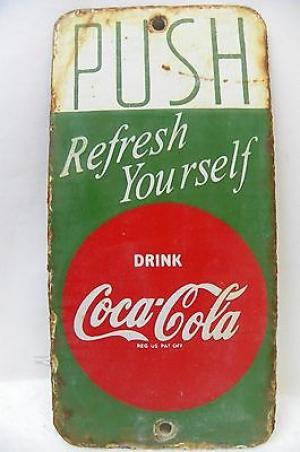 PUSH
Refresh
Yourself
DRINK
Coca-Cola
REG US PAT OFF